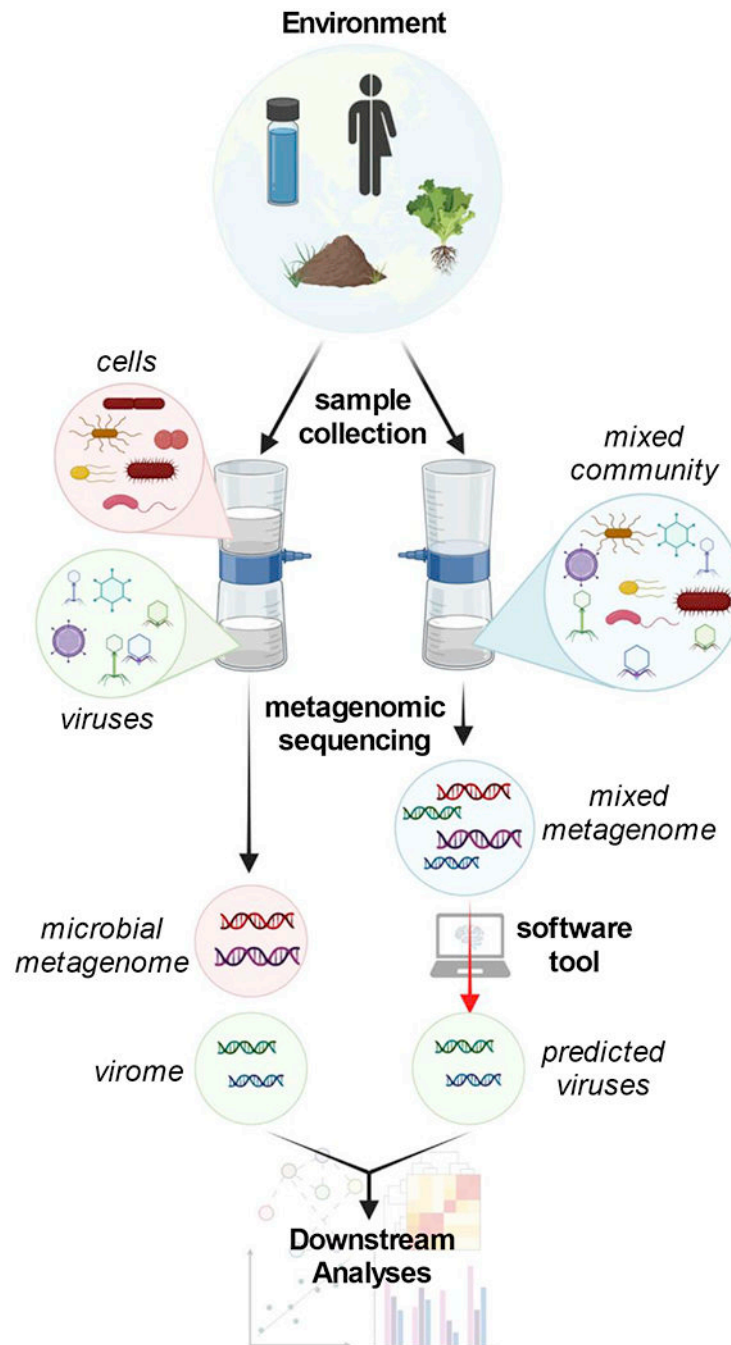 Environment
cells
sample
collection
mixed
community
viruses
metagenomic
sequencing
mixed
metagenome
microbial
metagenome
software
tool
virome
predicted
viruses
Downstream
Analyses